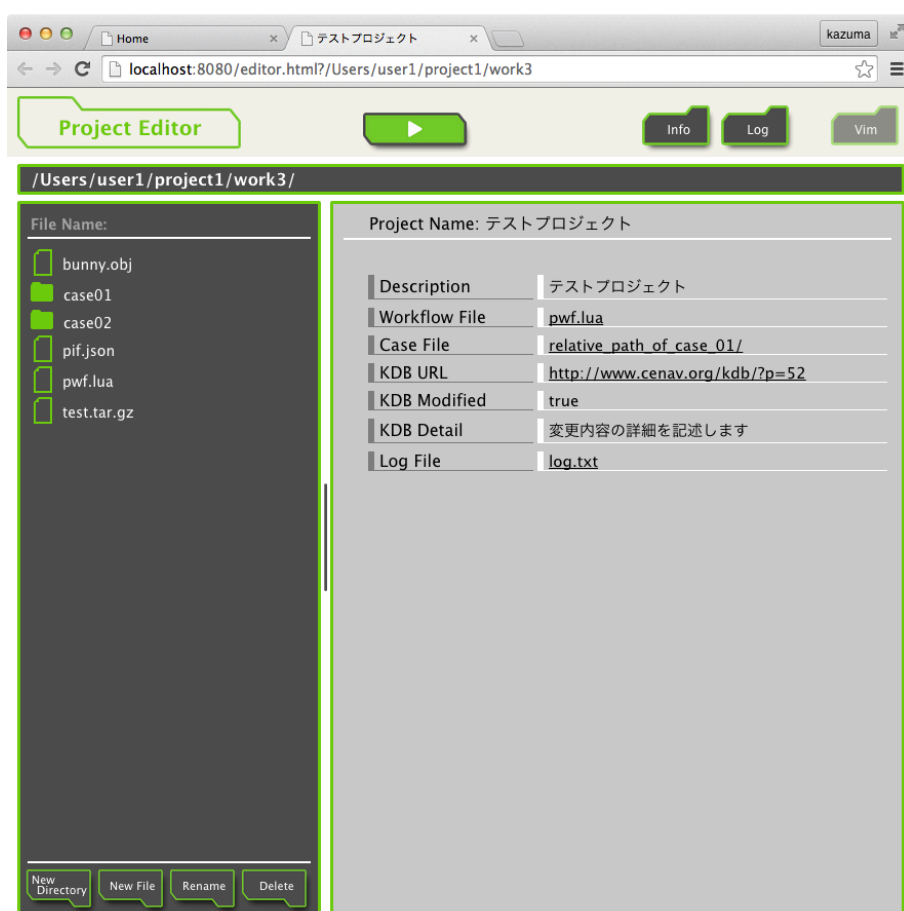 Home
テストプロジェクト
kazuma
localhost:8080/editor.html?/Users/user1/project1/work3
Project Editor
Info
Log
Vim
/Users/user1/project1/work3/
File Name:
bunny.obj
case01
case02
pif.json
pwf.lua
test.tar.gz
New
Directory
New File
Rename
Delete
Project Name: テストプロジェクト
Description テストプロジェクト
Workflow File pwf.lua
Case File relative_path_of_case_01/
KDB URL http://www.cenav.org/kdb/?p=52
KDB Modified true
KDB Detail 変更内容の詳細を記述します
Log File log.txt